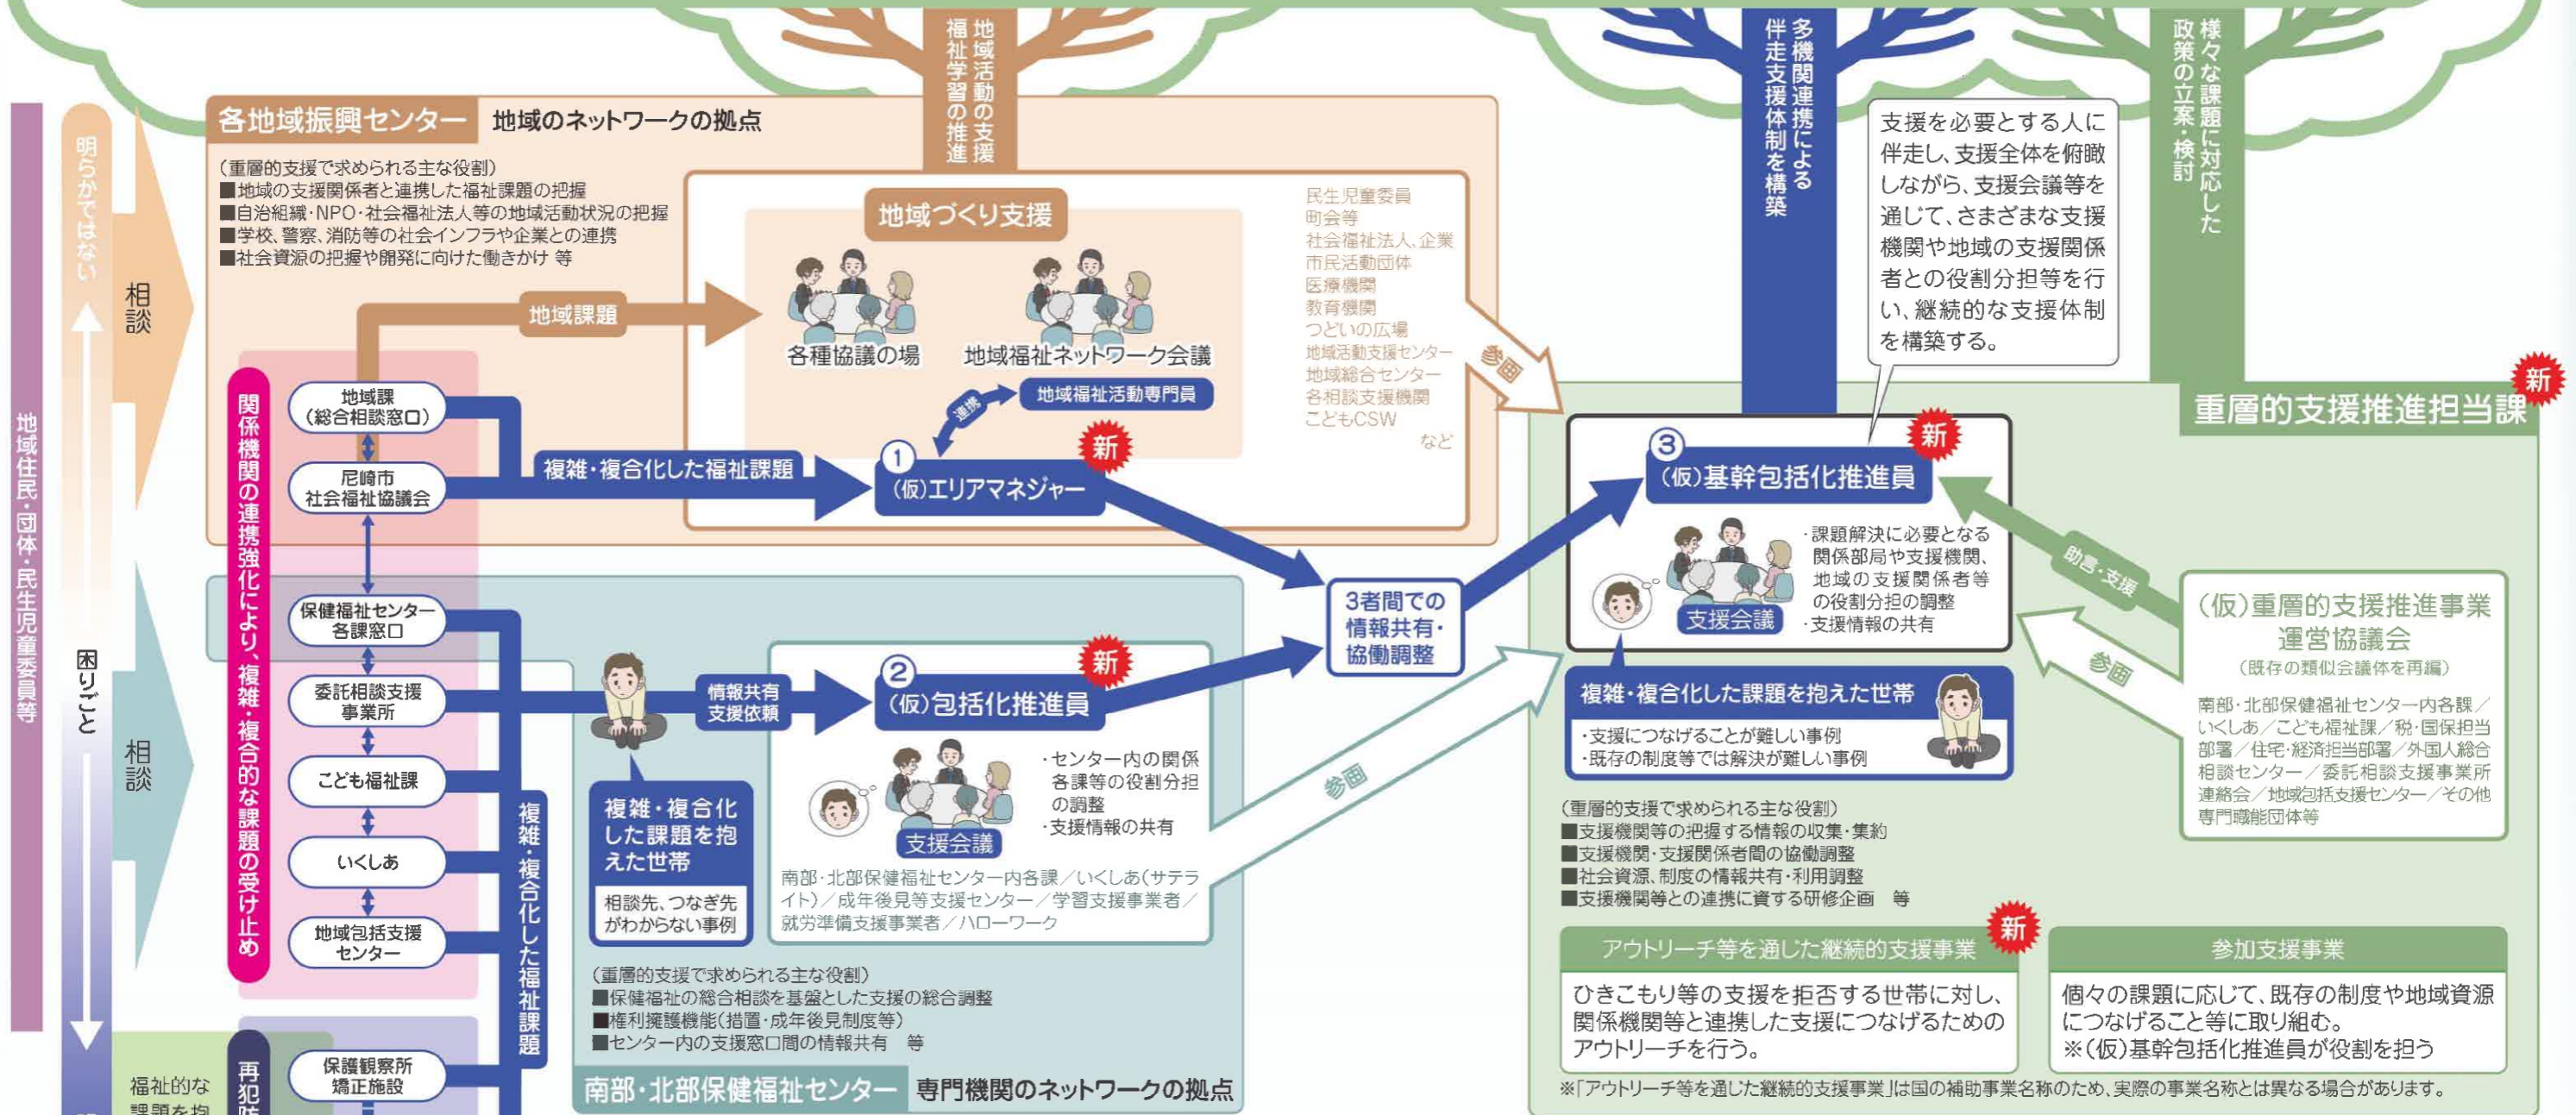 地域活動の支援
福祉学習の推進
多機関連携による
伴走支援体制を構築
様々な課題に対応した
政策の立案・検討
地域住民・団体・民生児童委員等
明らかではない
困りごと
相談
相談
各地域振興センター
地域のネットワークの拠点
（重層的支援で求められる主な役割）
■地域の支援関係者と連携した福祉課題の把握
■自治組織・NPO・社会福祉法人等の地域活動状況の把握
■学校、警察、消防等の社会インフラや企業との連携
■社会資源の把握や開発に向けた働きかけ 等
地域課題
地域づくり支援
各種協議の場
地域福祉ネットワーク会議
地域福祉活動専門員
連携
民生児童委員
町会等
社会福祉法人、企業
市民活動団体
医療機関
教育機関
つどいの広場
地域活動支援センター
地域総合センター
各相談支援機関
こどもCSW
など
参画
関係機関の連携強化により、複雑・複合的な課題の受け止め
地域課
（総合相談窓口）
尼崎市
社会福祉協議会
保健福祉センター
各課窓口
委託相談支援
事業所
こども福祉課
いくしあ
地域包括支援
センター
保護観察所
矯正施設
複雑・複合化した福祉課題
①
（仮）エリアマネジャー
新
複雑・複合化した福祉課題
複雑・複合化
した課題を抱
えた世帯
相談先、つなぎ先
がわからない事例
情報共有
支援依頼
②
（仮）包括化推進員
新
支援会議
・センター内の関係
各課等の役割分担
の調整
・支援情報の共有
南部・北部保健福祉センター内各課／いくしあ（サテラ
イト）／成年後見等支援センター／学習支援事業者／
就労準備支援事業者／ハローワーク
（重層的支援で求められる主な役割）
■保健福祉の総合相談を基盤とした支援の総合調整
■権利擁護機能（措置・成年後見制度等）
■センター内の支援窓口間の情報共有　等
南部・北部保健福祉センター
専門機関のネットワークの拠点
3者間での
情報共有・
協働調整
参画
支援を必要とする人に
伴走し、支援全体を俯瞰
しながら、支援会議等を
通じて、さまざまな支援
機関や地域の支援関係
者との役割分担等を行
い、継続的な支援体制
を構築する。
重層的支援推進担当課
新
③
（仮）基幹包括化推進員
新
支援会議
・課題解決に必要となる
関係部局や支援機関、
地域の支援関係者等
の役割分担の調整
・支援情報の共有
複雑・複合化した課題を抱えた世帯
・支援につなげることが難しい事例
・既存の制度等では解決が難しい事例
助言・支援
参画
（仮）重層的支援推進事業
運営協議会
（既存の類似会議体を再編）
南部・北部保健福祉センター内各課／
いくしあ／こども福祉課／税・国保担当
部署／住宅・経済担当部署／外国人総合
相談センター／委託相談支援事業所
連絡会／地域包括支援センター／その他
専門職能団体等
（重層的支援で求められる主な役割）
■支援機関等の把握する情報の収集・集約
■支援機関・支援関係者間の協働調整
■社会資源、制度の情報共有・利用調整
■支援機関等との連携に資する研修企画　等
アウトリーチ等を通じた継続的支援事業
新
ひきこもり等の支援を拒否する世帯に対し、
関係機関等と連携した支援につなげるための
アウトリーチを行う。
参加支援事業
個々の課題に応じて、既存の制度や地域資源
につなげること等に取り組む。
※（仮）基幹包括化推進員が役割を担う
※「アウトリーチ等を通じた継続的支援事業」は国の補助事業名称のため、実際の事業名称とは異なる場合があります。
福祉的な
課題を抱
再犯防